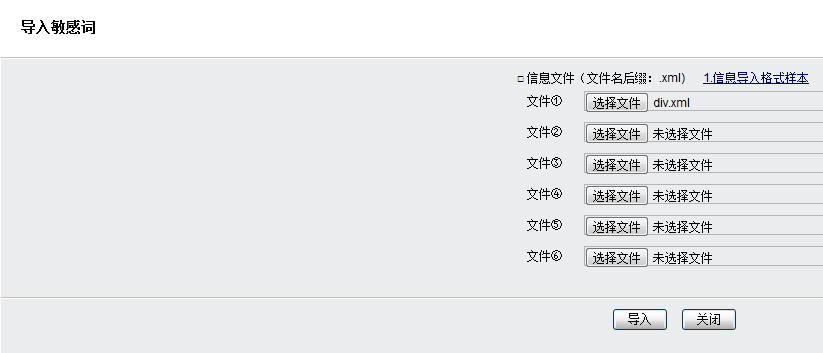 导入敏感词
□ 信息文件（文件名后缀：.xml） 1.信息导入格式样本
文件① 选择文件 div.xml
文件② 选择文件 未选择文件
文件③ 选择文件 未选择文件
文件④ 选择文件 未选择文件
文件⑤ 选择文件 未选择文件
文件⑥ 选择文件 未选择文件
导入 关闭